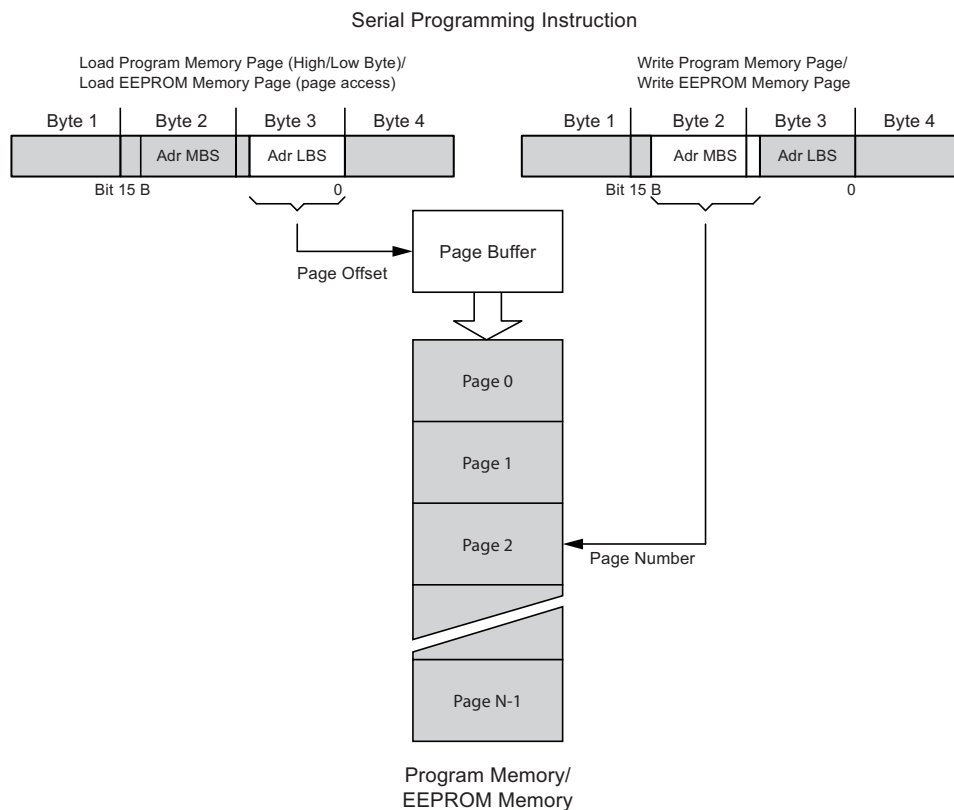 Serial Programming Instruction
Load Program Memory Page (High/Low Byte)/
Load EEPROM Memory Page (page access)
Byte 1 Byte 2 Byte 3 Byte 4
Adr MBS Adr LBS
Bit 15 B 0
Write Program Memory Page/
Write EEPROM Memory Page
Byte 1 Byte 2 Byte 3 Byte 4
Adr MBS Adr LBS
Bit 15 B 0
Page Offset
Page Buffer
Page 0
Page 1
Page 2
Page Number
Page N-1
Program Memory/
EEPROM Memory